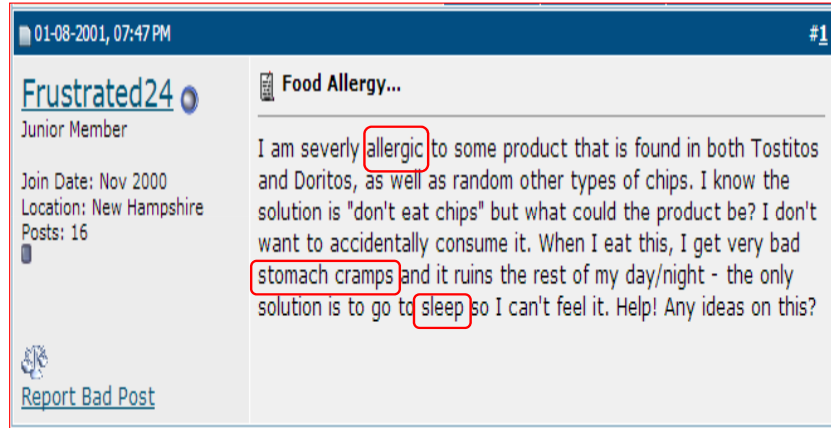 01-08-2001, 07:47 PM #1
Frustrated24
Junior Member
Join Date: Nov 2000
Location: New Hampshire
Posts: 16
Report Bad Post
Food Allergy...
I am severly allergic to some product that is found in both Tostitos
and Doritos, as well as random other types of chips. I know the
solution is "don't eat chips" but what could the product be? I don't
want to accidentally consume it. When I eat this, I get very bad
stomach cramps and it ruins the rest of my day/night - the only
solution is to go to sleep so I can't feel it. Help! Any ideas on this?